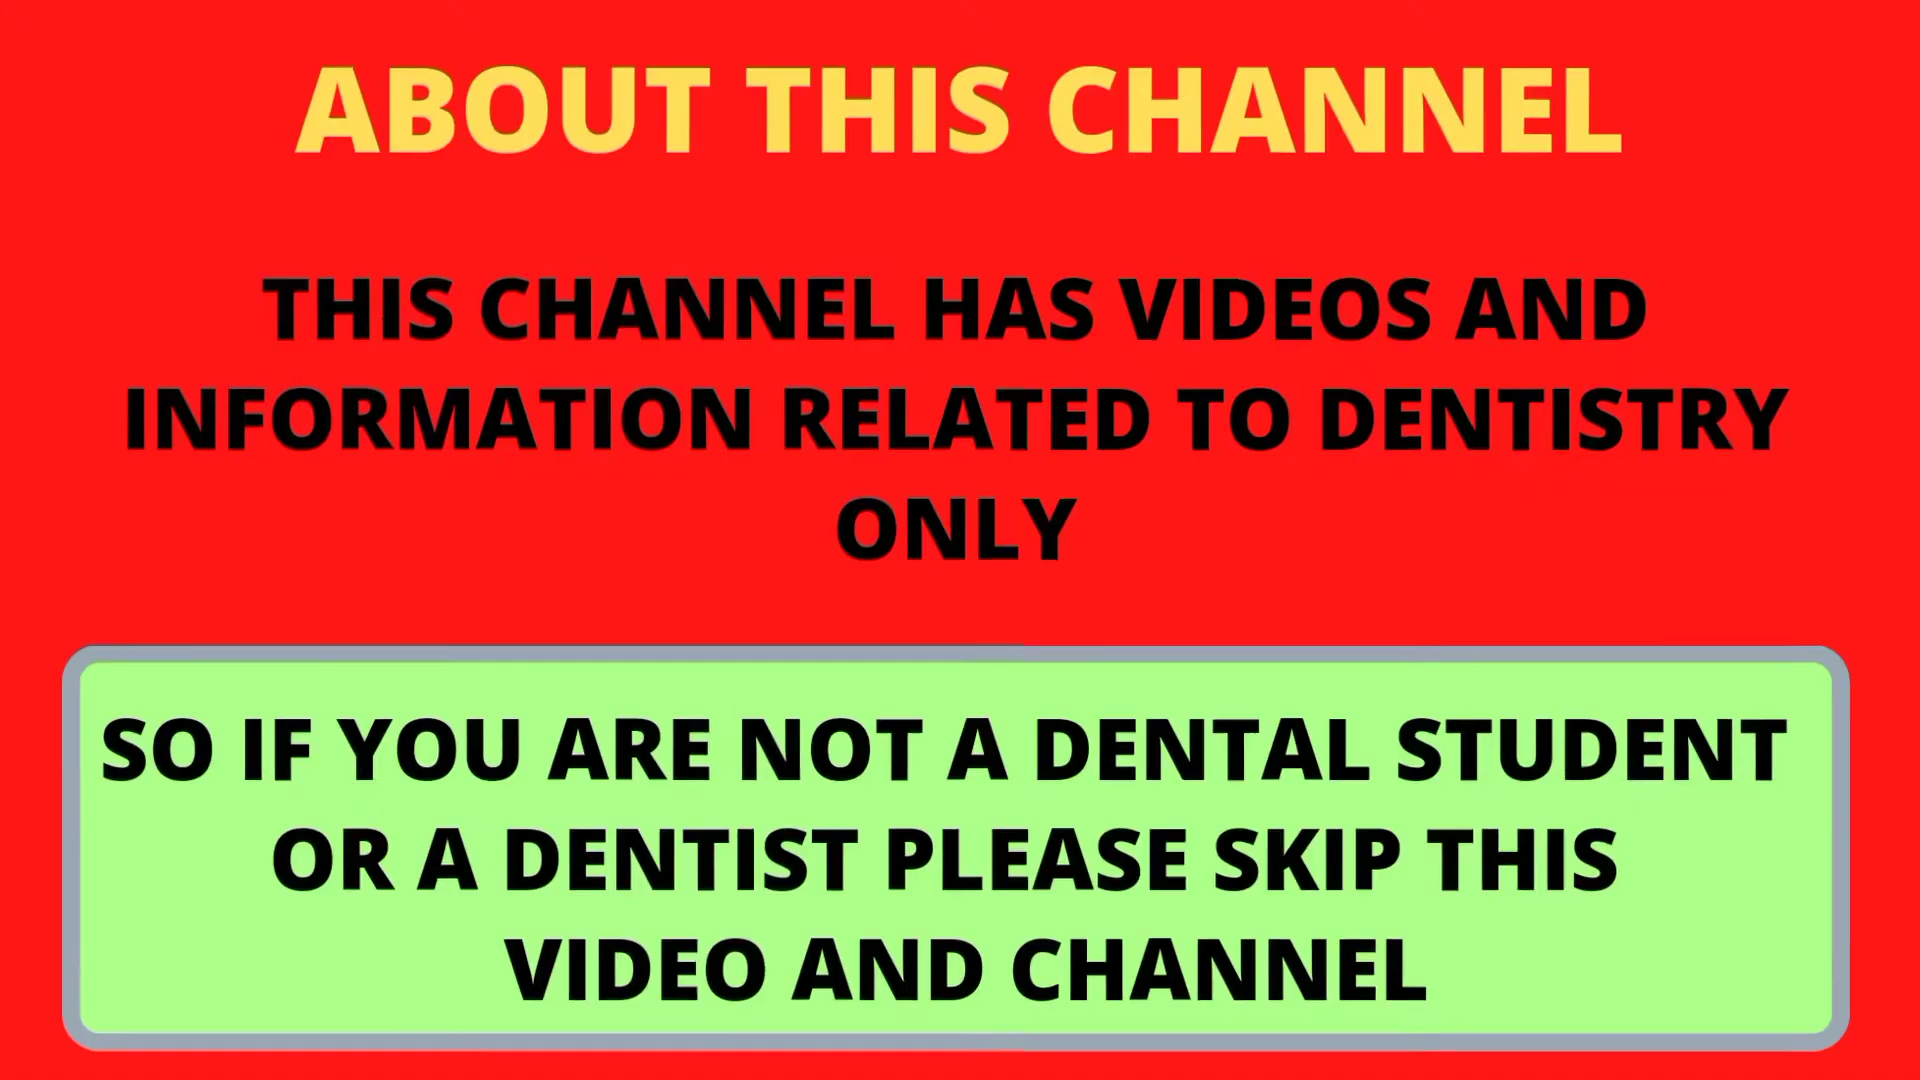 ABOUT THIS CHANNEL
THIS CHANNEL HAS VIDEOS AND
INFORMATION RELATED TO DENTISTRY
ONLY
SO IF YOU ARE NOT A DENTAL STUDENT
OR A DENTIST PLEASE SKIP THIS
VIDEO AND CHANNEL